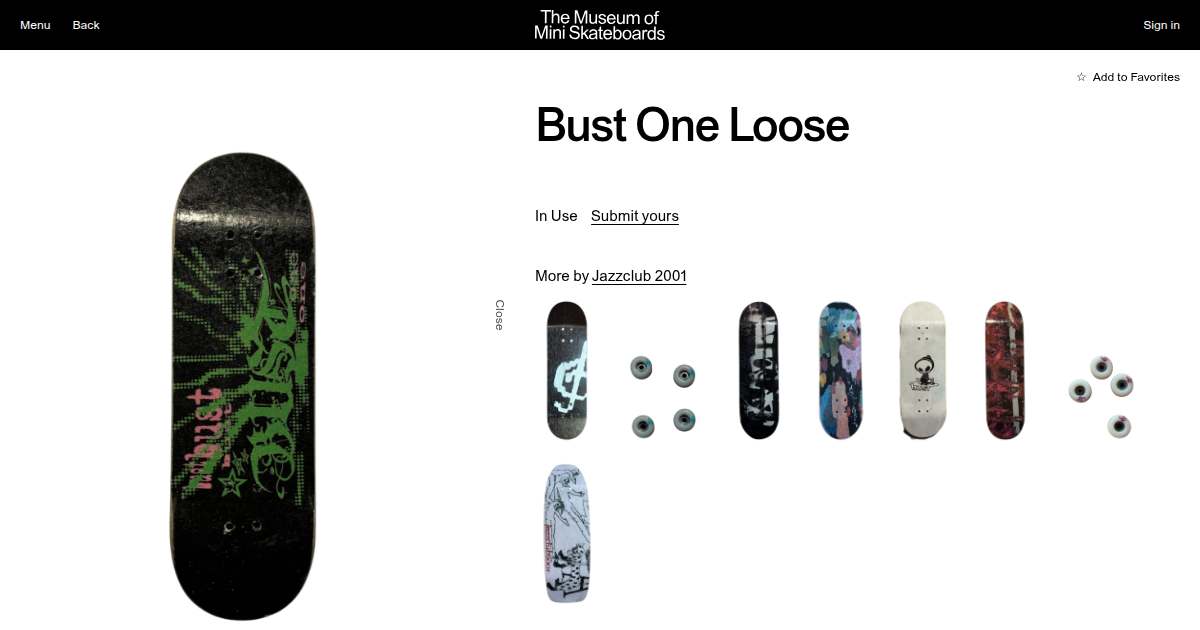 Menu
Back
The Museum of
Mini Skateboards
Sign in
☆ Add to Favorites
Bust One Loose
In Use Submit yours
More by Jazzclub 2001
Close